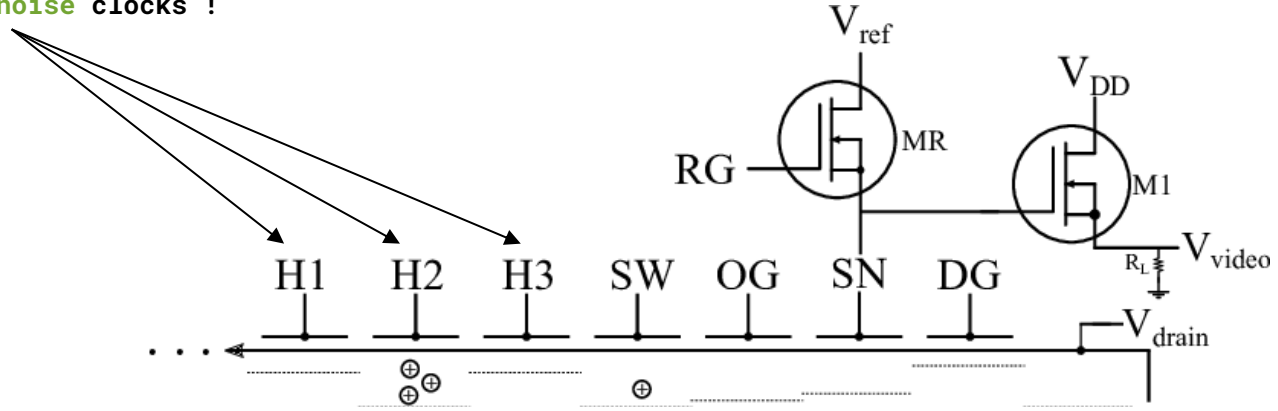 noise clocks !
V_ref
V_DD
MR
RG
M1
V_video
R_L
H1 H2 H3 SW OG SN DG
V_drain